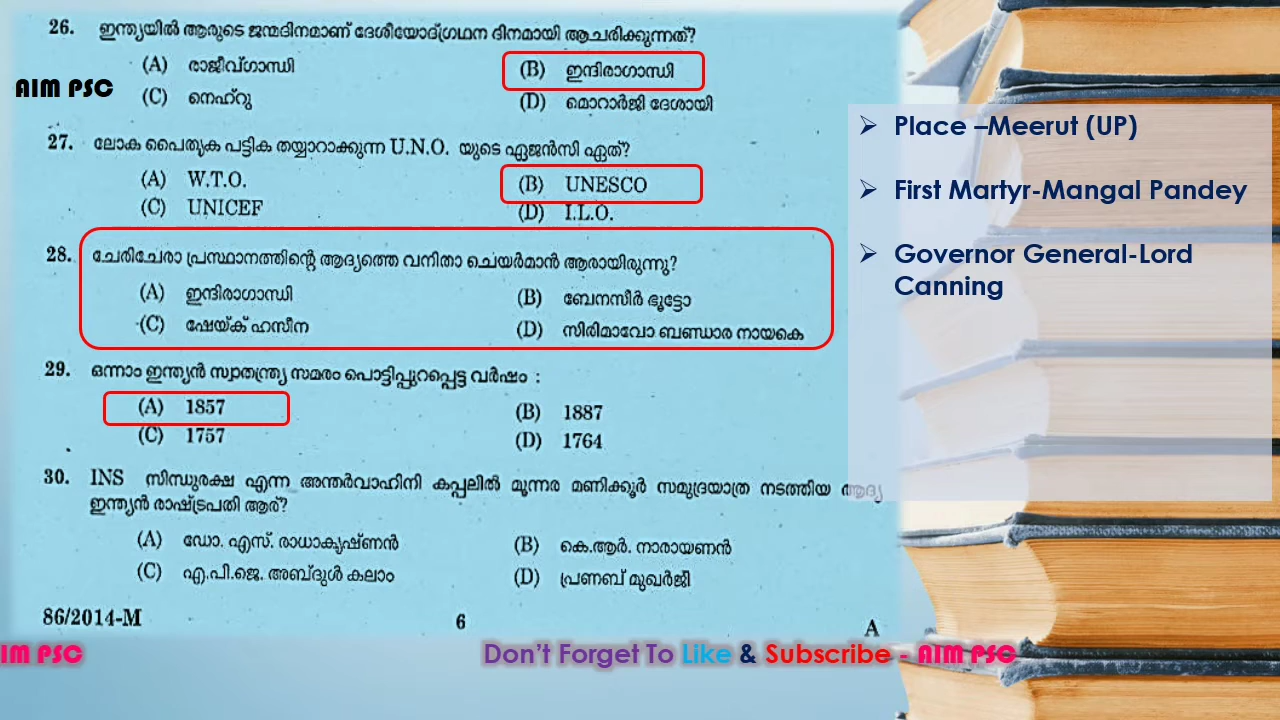 26. ഇന്ത്യയിൽ ആരുടെ ജന്മദിനമാണ് ദേശീയോദ്ഗ്രഥന ദിനമായി ആചരിക്കുന്നത്?
(A) രാജീവ്ഗാന്ധി (B) ഇന്ദിരാഗാന്ധി
AIM PSC
(C) നെഹ്റു (D) മൊറാർജി ദേശായി
27. ലോക പൈതൃക പട്ടിക തയ്യാറാക്കുന്ന U.N.O. യുടെ ഏജൻസി ഏത്?
(A) W.T.O. (B) UNESCO
(C) UNICEF (D) I.L.O.
28. ചേരിചേരാ പ്രസ്ഥാനത്തിന്റെ ആദ്യത്തെ വനിതാ ചെയർമാൻ ആരായിരുന്നു?
(A) ഇന്ദിരാഗാന്ധി (B) ബേനസീർ ഭൂട്ടോ
(C) ഷേയ്ക് ഹസീന (D) സിരിമാവോ ബണ്ഡാര നായകെ
29. ഒന്നാം ഇന്ത്യൻ സ്വാതന്ത്ര്യ സമരം പൊട്ടിപ്പുറപ്പെട്ട വർഷം :
(A) 1857 (B) 1887
(C) 1757 (D) 1764
30. INS സിന്ധുരക്ഷ എന്ന അന്തർവാഹിനി കപ്പലിൽ മൂന്നര മണിക്കൂർ സമുദ്രയാത്ര നടത്തിയ ആദ്യ
ഇന്ത്യൻ രാഷ്ട്രപതി ആര്?
(A) ഡോ. എസ്. രാധാകൃഷ്ണൻ (B) കെ.ആർ. നാരായണൻ
(C) എ.പി.ജെ. അബ്ദുൾ കലാം (D) പ്രണബ് മുഖർജി
86/2014-M 6 A
➢ Place –Meerut (UP)
➢ First Martyr-Mangal Pandey
➢ Governor General-Lord
Canning
IM PSC Don't Forget To Like & Subscribe - AIM PSC